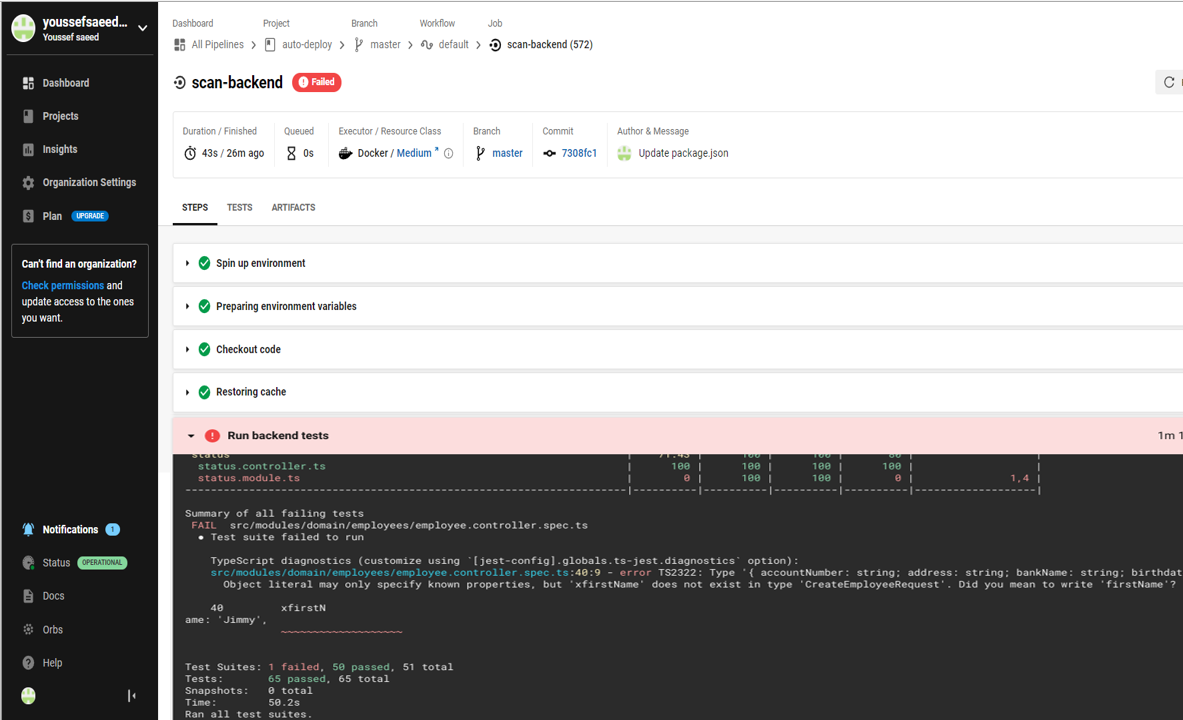 youssefsaeed...
Youssef saeed
Dashboard
Projects
Insights
Organization Settings
Plan UPGRADE
Can't find an organization?
Check permissions and
update access to the ones
you want.
Notifications 1
Status OPERATIONAL
Docs
Orbs
Help
Dashboard Project Branch Workflow Job
All Pipelines auto-deploy master default scan-backend (572)
scan-backend Failed
Duration / Finished Queued Executor / Resource Class Branch Commit Author & Message
43s / 26m ago 0s Docker / Medium master 7308fc1 Update package.json
STEPS TESTS ARTIFACTS
Spin up environment
Preparing environment variables
Checkout code
Restoring cache
Run backend tests 1m 1
status | 71.43 | 100 | 100 | 60 | |
status.controller.ts | 100 | 100 | 100 | 100 | |
status.module.ts | 0 | 100 | 100 | 0 | 1,4 |
Summary of all failing tests
FAIL src/modules/domain/employees/employee.controller.spec.ts
● Test suite failed to run
TypeScript diagnostics (customize using `[jest-config].globals.ts-jest.diagnostics` option):
src/modules/domain/employees/employee.controller.spec.ts:40:9 - error TS2322: Type '{ accountNumber: string; address: string; bankName: string; birthdat
Object literal may only specify known properties, but 'xfirstName' does not exist in type 'CreateEmployeeRequest'. Did you mean to write 'firstName'?
40 xfirstN
ame: 'Jimmy',
~~~~~~~~~~~~~~~~~~~
Test Suites: 1 failed, 50 passed, 51 total
Tests: 65 passed, 65 total
Snapshots: 0 total
Time: 50.2s
Ran all test suites.